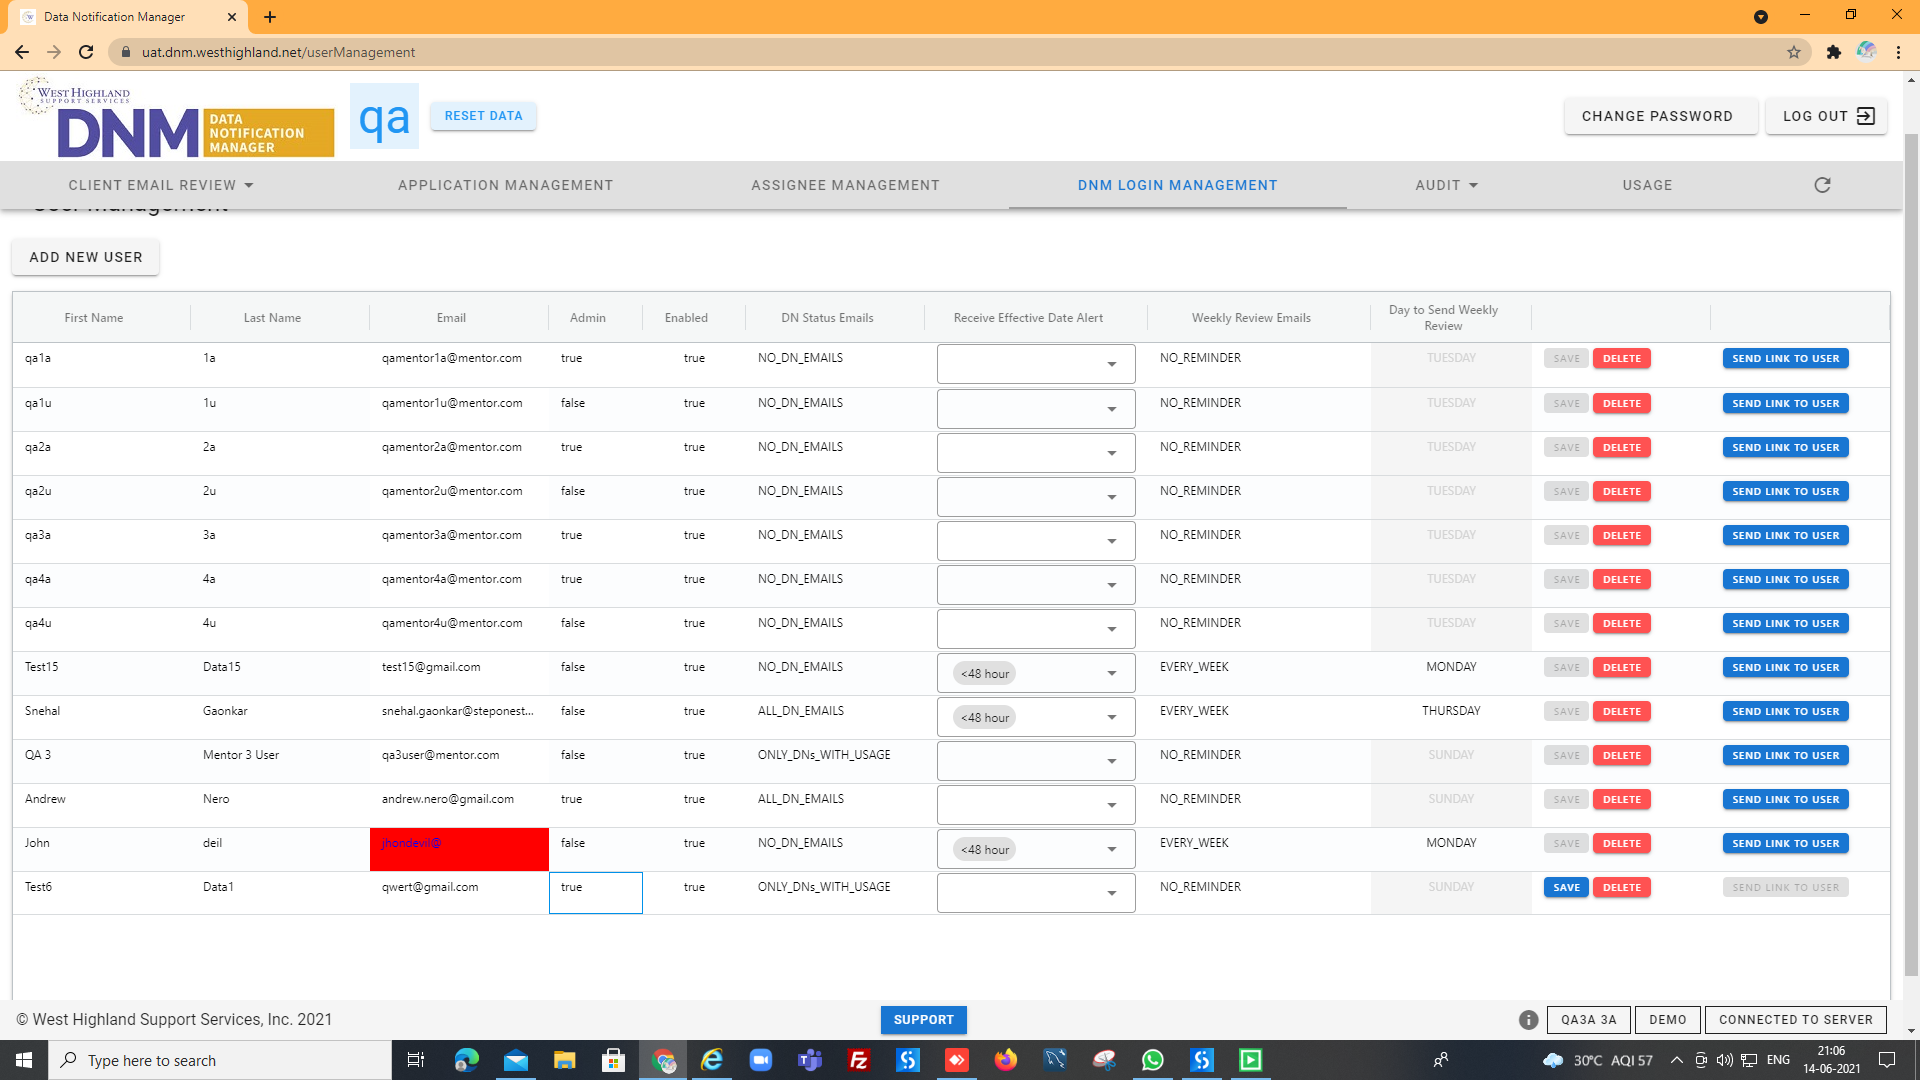 Data Notification Manager
uat.dnm.westhighland.net/userManagement
WEST HIGHLAND
SUPPORT SERVICES
DNM DATA NOTIFICATION MANAGER
qa
RESET DATA
CHANGE PASSWORD
LOG OUT
CLIENT EMAIL REVIEW
APPLICATION MANAGEMENT
ASSIGNEE MANAGEMENT
DNM LOGIN MANAGEMENT
AUDIT
USAGE
User Management
ADD NEW USER
First Name Last Name Email Admin Enabled DN Status Emails Receive Effective Date Alert Weekly Review Emails Day to Send Weekly Review
qa1a 1a qamentor1a@mentor.com true true NO_DN_EMAILS NO_REMINDER TUESDAY SAVE DELETE SEND LINK TO USER
qa1u 1u qamentor1u@mentor.com false true NO_DN_EMAILS NO_REMINDER TUESDAY SAVE DELETE SEND LINK TO USER
qa2a 2a qamentor2a@mentor.com true true NO_DN_EMAILS NO_REMINDER TUESDAY SAVE DELETE SEND LINK TO USER
qa2u 2u qamentor2u@mentor.com false true NO_DN_EMAILS NO_REMINDER TUESDAY SAVE DELETE SEND LINK TO USER
qa3a 3a qamentor3a@mentor.com true true NO_DN_EMAILS NO_REMINDER TUESDAY SAVE DELETE SEND LINK TO USER
qa4a 4a qamentor4a@mentor.com true true NO_DN_EMAILS NO_REMINDER TUESDAY SAVE DELETE SEND LINK TO USER
qa4u 4u qamentor4u@mentor.com false true NO_DN_EMAILS NO_REMINDER TUESDAY SAVE DELETE SEND LINK TO USER
Test15 Data15 test15@gmail.com false true NO_DN_EMAILS <48 hour EVERY_WEEK MONDAY SAVE DELETE SEND LINK TO USER
Snehal Gaonkar snehal.gaonkar@steponest... false true ALL_DN_EMAILS <48 hour EVERY_WEEK THURSDAY SAVE DELETE SEND LINK TO USER
QA 3 Mentor 3 User qa3user@mentor.com false true ONLY_DNs_WITH_USAGE NO_REMINDER SUNDAY SAVE DELETE SEND LINK TO USER
Andrew Nero andrew.nero@gmail.com true true ALL_DN_EMAILS NO_REMINDER SUNDAY SAVE DELETE SEND LINK TO USER
John deil jhondevil@ false true NO_DN_EMAILS <48 hour EVERY_WEEK MONDAY SAVE DELETE SEND LINK TO USER
Test6 Data1 qwert@gmail.com true true ONLY_DNs_WITH_USAGE NO_REMINDER SUNDAY SAVE DELETE SEND LINK TO USER
© West Highland Support Services, Inc. 2021
SUPPORT
QA3A 3A
DEMO
CONNECTED TO SERVER
Type here to search
30°C AQI 57
ENG
21:06
14-06-2021